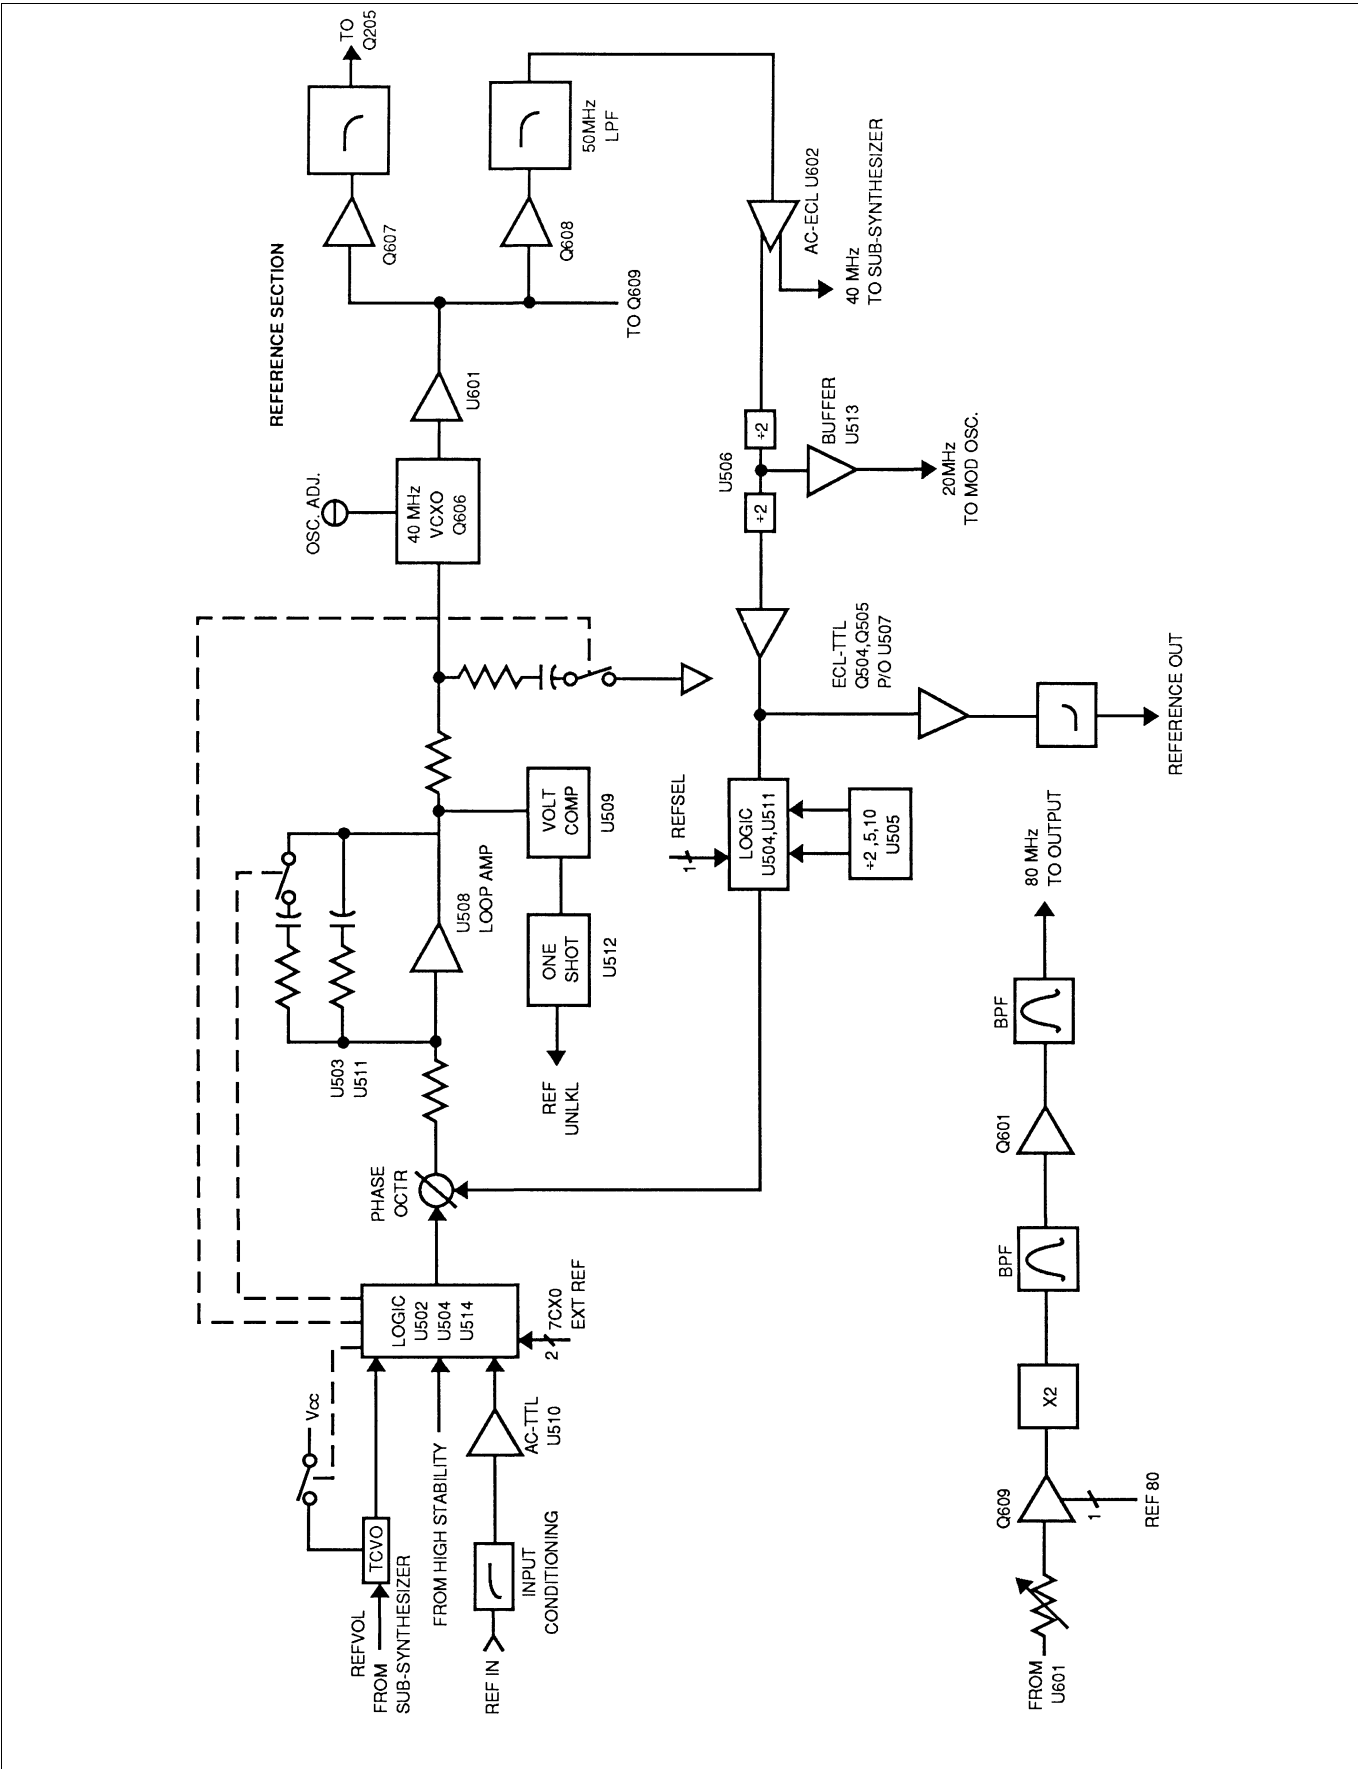 REFERENCE SECTION
REFVOL
FROM
SUB-SYNTHESIZER
TCVO
Vcc
FROM HIGH STABILITY
REF IN
INPUT
CONDITIONING
AC-TTL
U510
LOGIC
U502
U504
U514
2
7CX0
EXT REF
PHASE
OCTR
U503
U511
U508
LOOP AMP
VOLT
COMP
U509
ONE
SHOT
U512
REF
UNLKL
OSC. ADJ.
40 MHz
VCXO
Q606
U601
Q607
TO
Q205
Q608
50MHz
LPF
TO Q609
AC-ECL U602
40 MHz
TO SUB-SYNTHESIZER
÷2
U506
÷2
BUFFER
U513
20MHz
TO MOD OSC.
ECL-TTL
Q504,Q505
P/O U507
REFERENCE OUT
1
REFSEL
LOGIC
U504,U511
÷2 ,5,10
U505
FROM
U601
Q609
1
REF 80
X2
BPF
Q601
BPF
80 MHz
TO OUTPUT